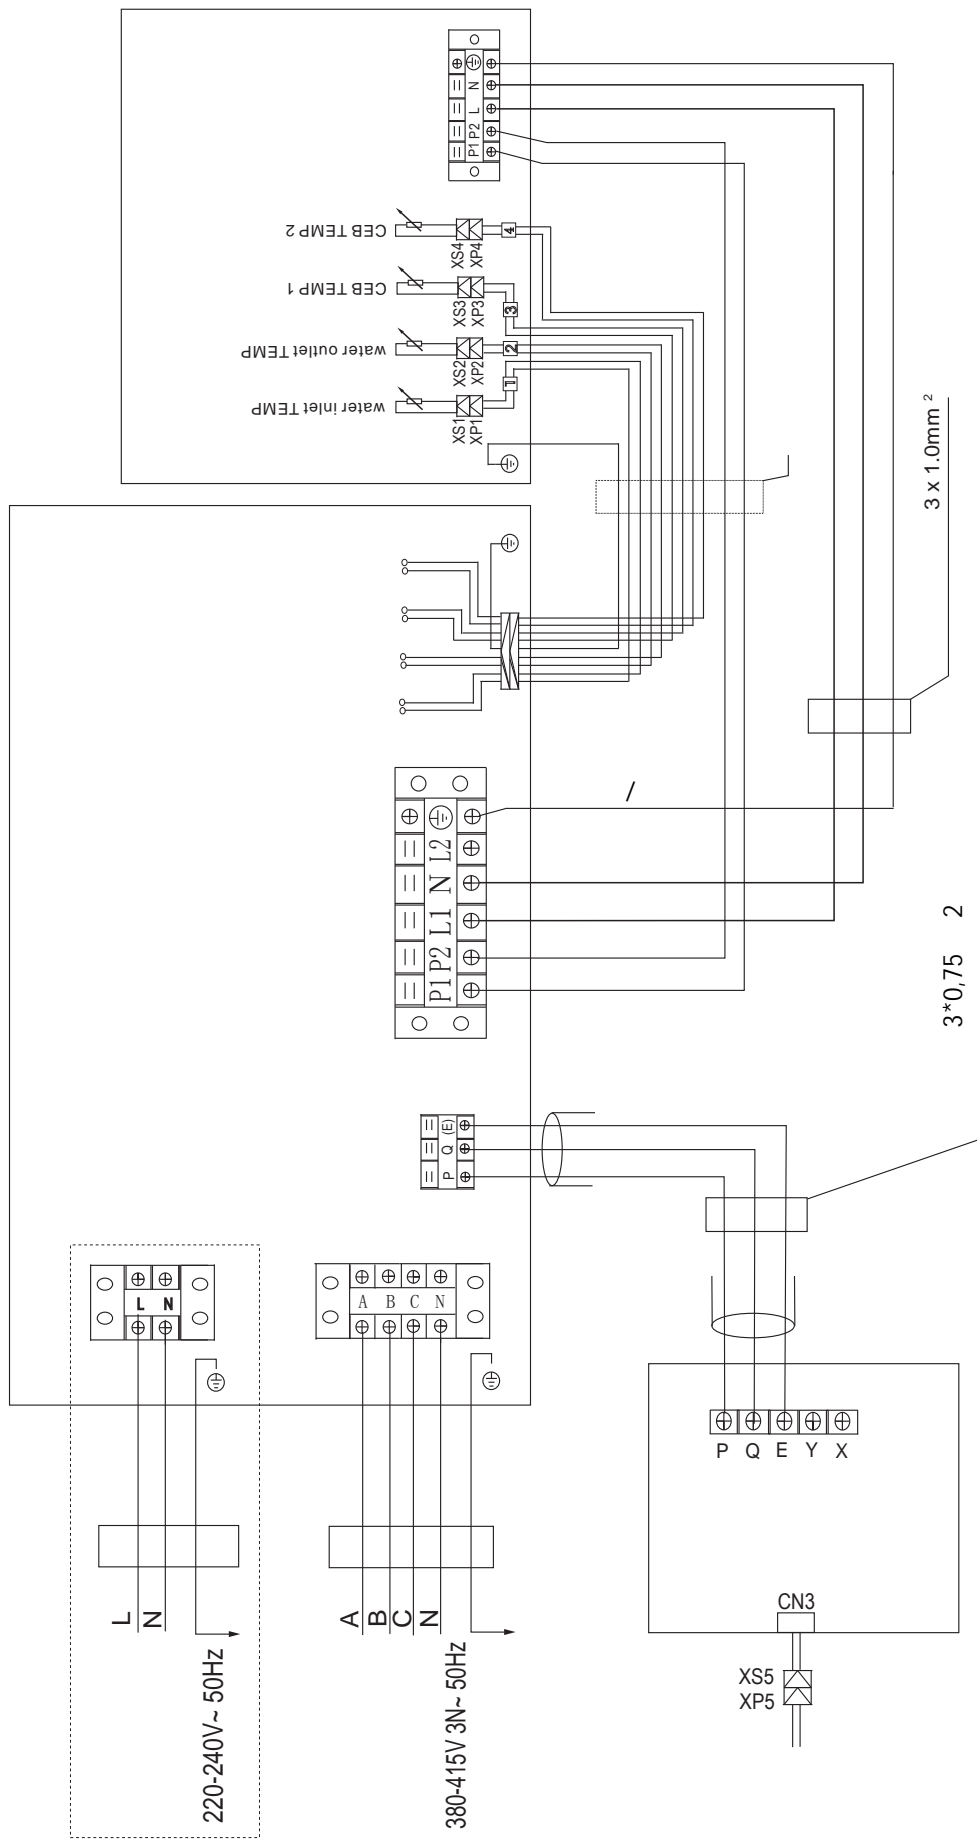 P1 P2 L N
CEB TEMP 2
XS4
XP4
4
CEB TEMP 1
XS3
XP3
3
water outlet TEMP
XS2
XP2
2
water inlet TEMP
XS1
XP1
1
3 x 1.0mm ²
/
P1 P2 L1 N L2
3*0,75 2
P Q (E)
L N
A B C N
L
N
220-240V~ 50Hz
A
B
C
N
380-415V 3N~ 50Hz
P Q E Y X
CN3
XS5
XP5